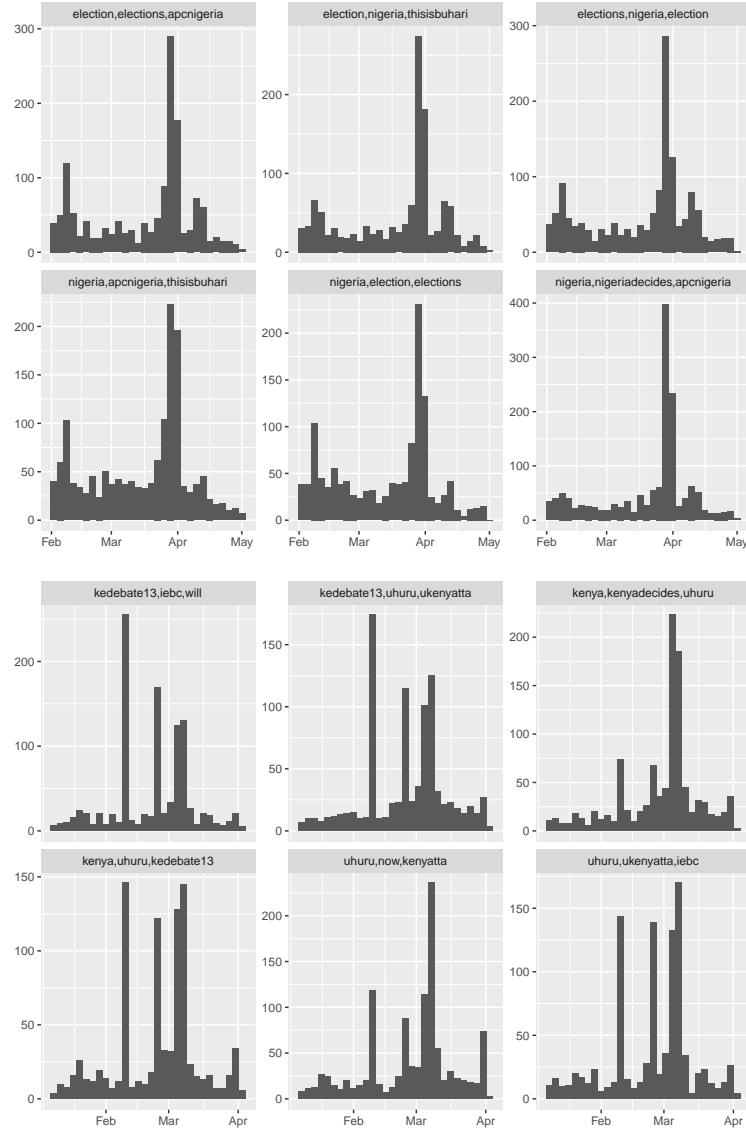 election,elections,apcnigeria
election,nigeria,thisisbuhari
elections,nigeria,election
300
200
100
0
200
100
0
300
200
100
0
nigeria,apcnigeria,thisisbuhari
nigeria,election,elections
nigeria,nigeriadecides,apcnigeria
200
150
100
50
0
200
150
100
50
0
400
300
200
100
0
Feb Mar Apr May
Feb Mar Apr May
Feb Mar Apr May
kedebate13,iebc,will
kedebate13,uhuru,ukenyatta
kenya,kenyadecides,uhuru
200
100
0
150
100
50
0
200
150
100
50
0
kenya,uhuru,kedebate13
uhuru,now,kenyatta
uhuru,ukenyatta,iebc
150
100
50
0
200
150
100
50
0
150
100
50
0
Feb Mar Apr
Feb Mar Apr
Feb Mar Apr